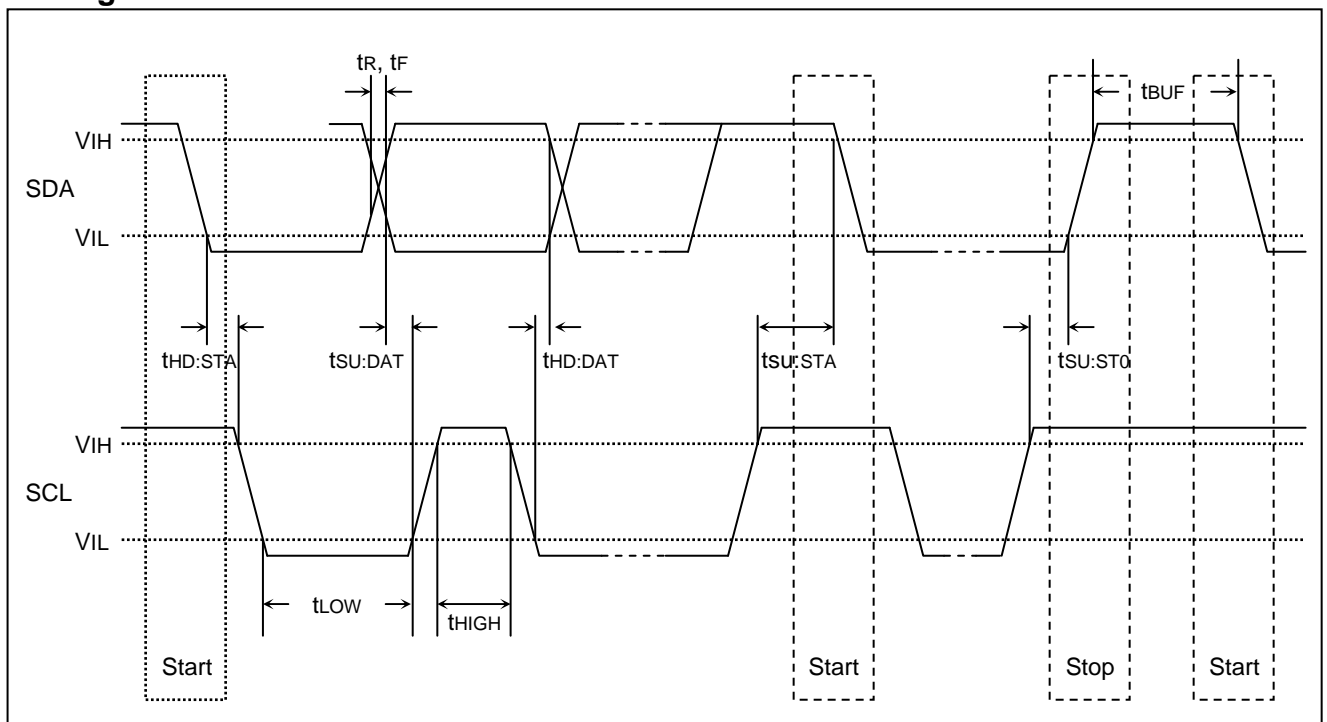 tR, tF
tBUF
VIH
SDA
VIL
tHD:STA
tSU:DAT
tHD:DAT
tsu:STA
tSU:ST0
VIH
SCL
VIL
tLOW
tHIGH
Start
Start
Stop
Start